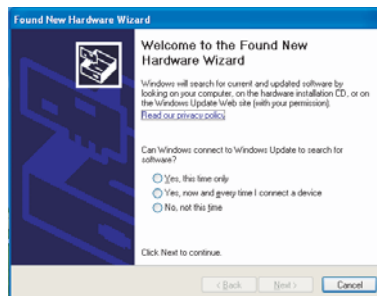 Found New Hardware Wizard
Welcome to the Found New
Hardware Wizard
Windows will search for current and updated software by
looking on your computer, on the hardware installation CD, or on
the Windows Update Web site (with your permission).
Read our privacy policy
Can Windows connect to Windows Update to search for
software?
Yes, this time only
Yes, now and every time I connect a device
No, not this time
Click Next to continue.
< Back
Next >
Cancel